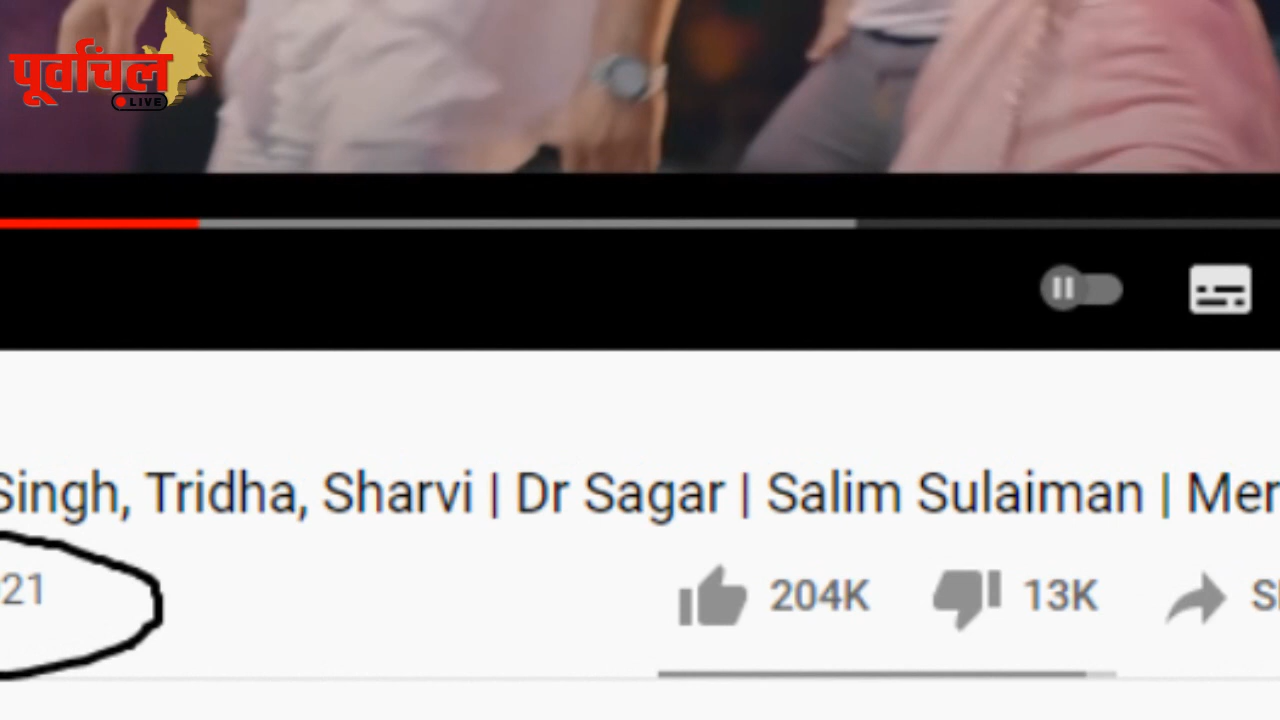 पूर्वांचल
LIVE
Singh, Tridha, Sharvi | Dr Sagar | Salim Sulaiman | Mer
21
204K
13K